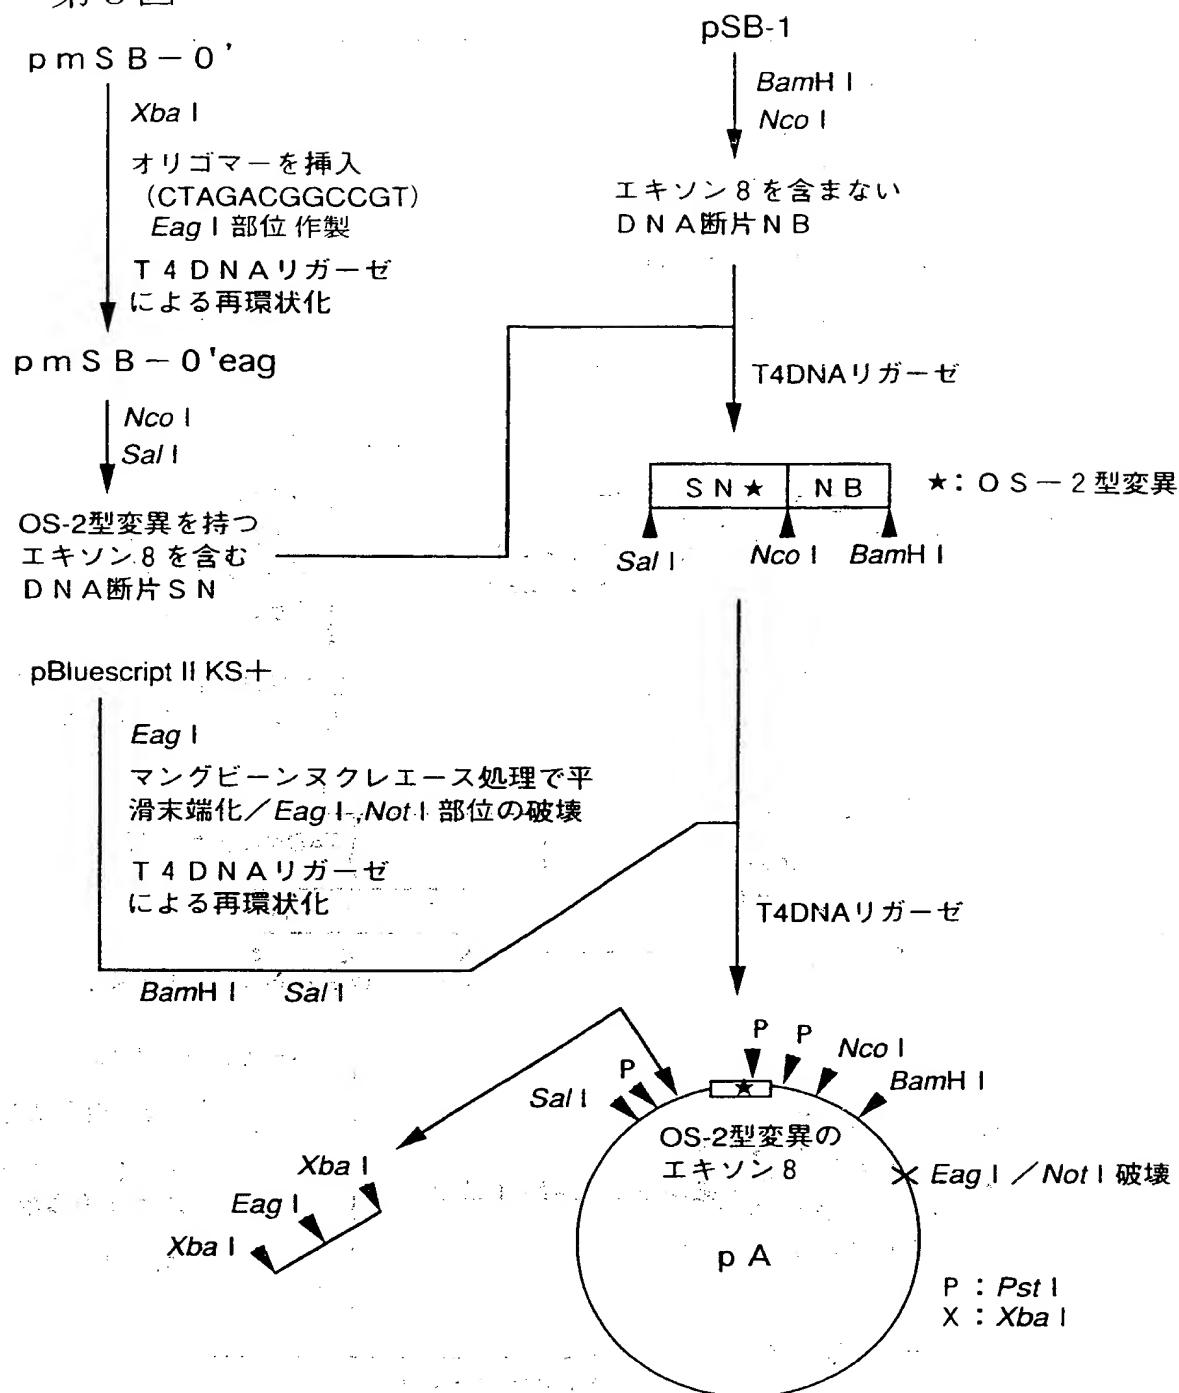 pmSB-0'
Xba I
オリゴマーを挿入
(CTAGACGGCCGT)
Eag I 部位 作製
T4DNAリガーゼ
による再環状化
pmSB-0'eag
Nco I
Sal I
OS-2型変異を持つ
エキソン8を含む
DNA断片SN
pSB-1
BamH I
Nco I
エキソン8を含まない
DNA断片NB
T4DNAリガーゼ
SN★ NB
★:OS-2型変異
Sal I Nco I BamH I
pBluescript II KS+
Eag I
マングビーンヌクレエース処理で平
滑末端化/Eag I,Not I 部位の破壊
T4DNAリガーゼ
による再環状化
BamH I Sal I
T4DNAリガーゼ
Sal I P P P Nco I BamH I
★
OS-2型変異の
エキソン8
Eag I/Not I 破壊
Xba I
Eag I
Xba I
pA
P:Pst I
X:Xba I